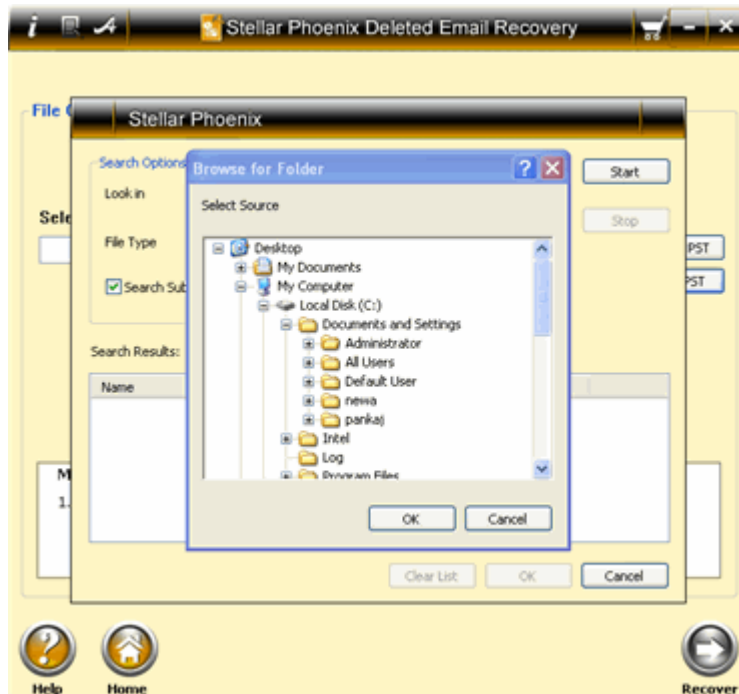 Stellar Phoenix Deleted Email Recovery
File
Stellar Phoenix
Search Options
Browse for Folder
Start
Look in
Select Source
Sele
Stop
File Type
Desktop
PST
My Documents
Search Sub
My Computer
PST
Local Disk (C:)
Documents and Settings
Administrator
Search Results:
All Users
Name
Default User
newa
pankaj
Intel
Log
M
Program Files
1.
OK Cancel
Clear List OK Cancel
Help Home Recover